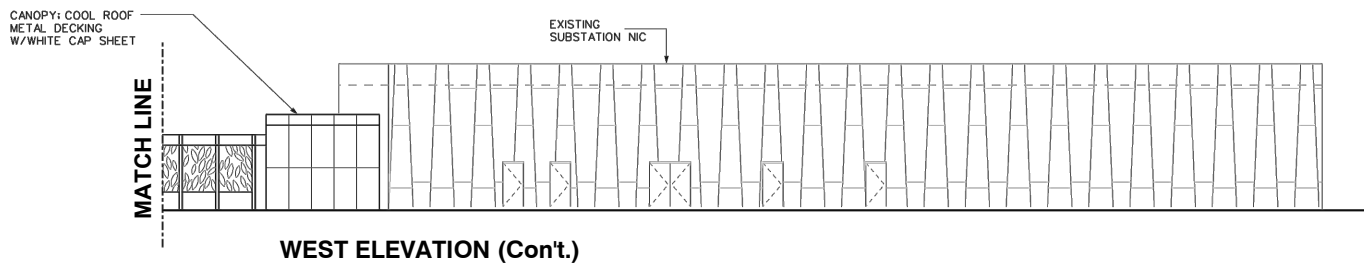 CANOPY; COOL ROOF
METAL DECKING
W/WHITE CAP SHEET
EXISTING
SUBSTATION NIC
MATCH LINE
WEST ELEVATION (Con't.)